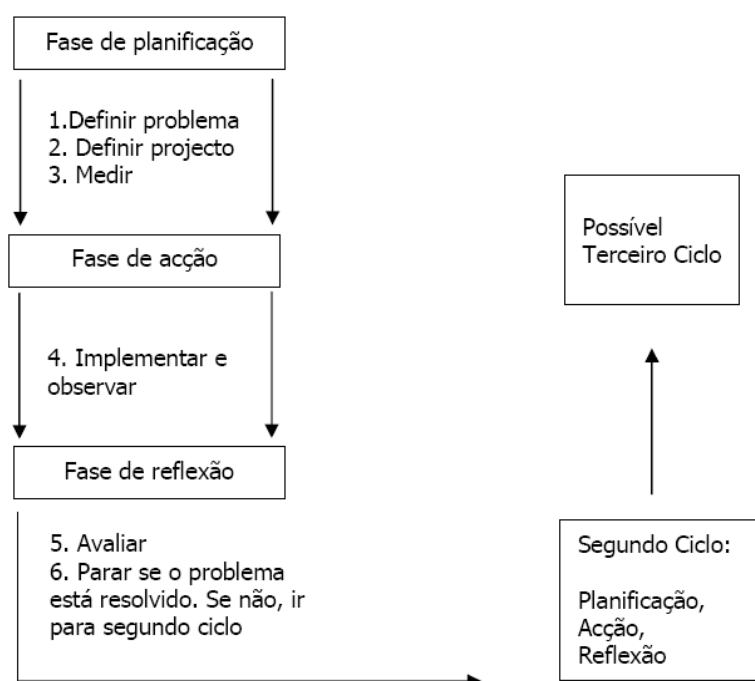 Fase de planificação
1.Definir problema
2. Definir projecto
3. Medir
Fase de acção
4. Implementar e
observar
Fase de reflexão
5. Avaliar
6. Parar se o problema
está resolvido. Se não, ir
para segundo ciclo
Segundo Ciclo:
Planificação,
Acção,
Reflexão
Possível
Terceiro Ciclo